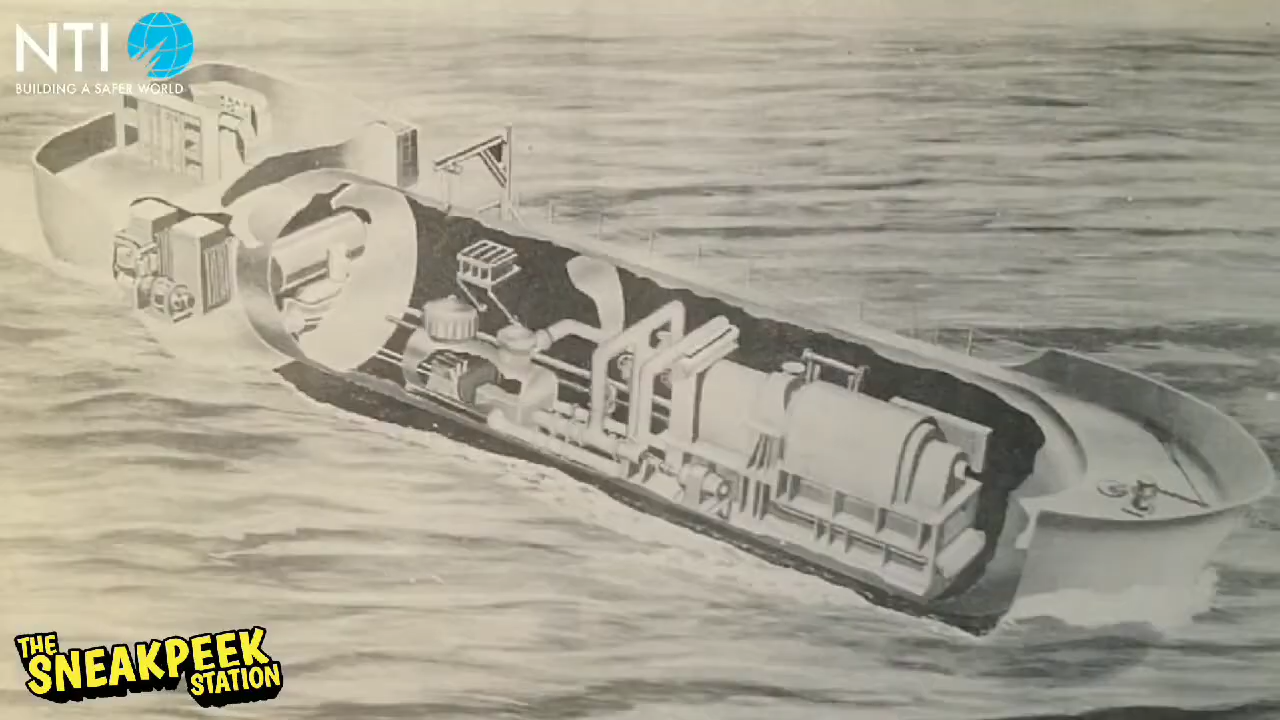 NTI
BUILDING A SAFER WORLD
THE
SNEAKPEEK
STATION